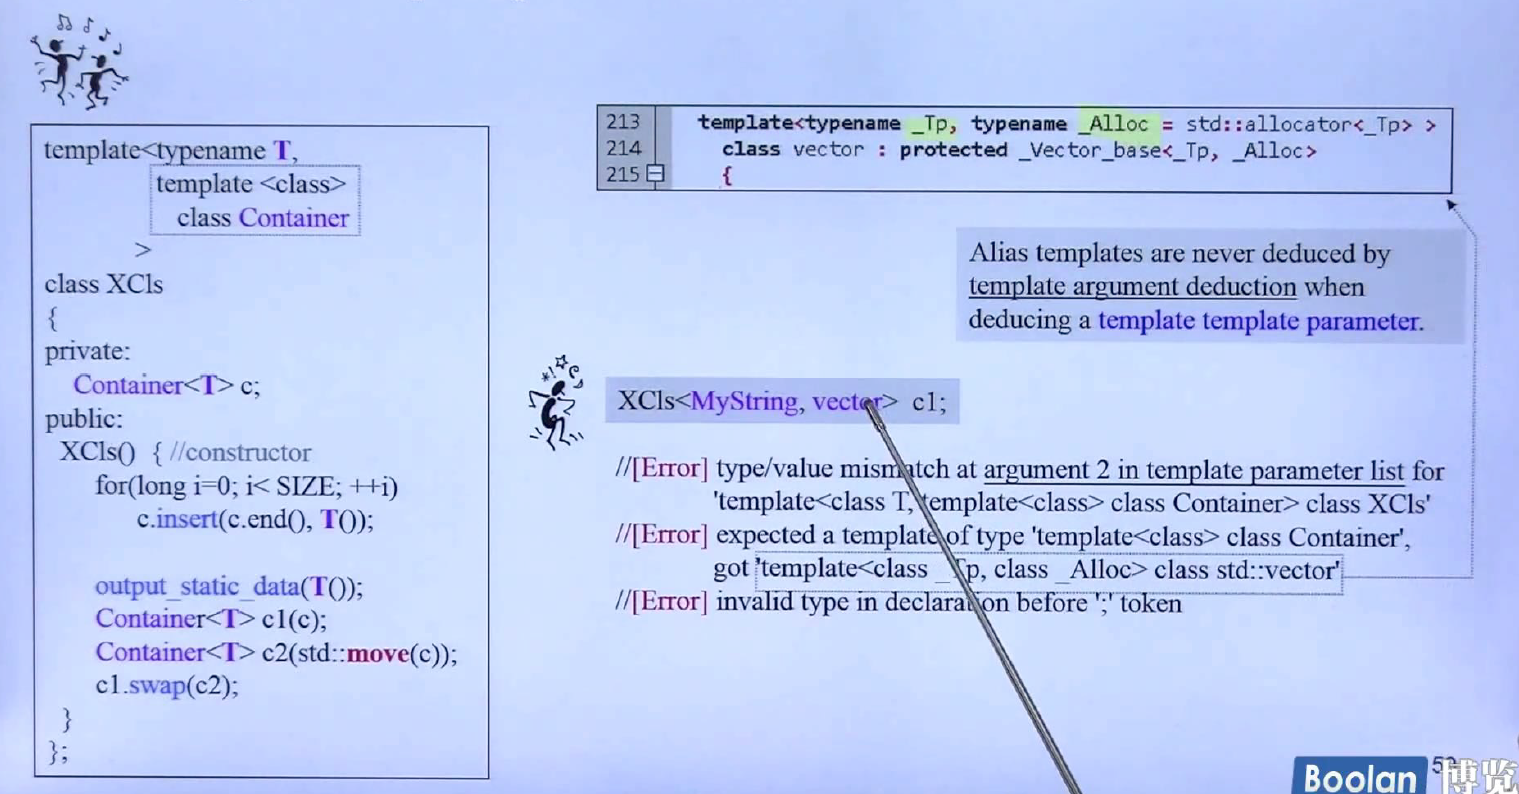 template<typename T,
template <class>
class Container
>
class XCls
{
private:
Container<T> c;
public:
XCls() { //constructor
for(long i=0; i< SIZE; ++i)
c.insert(c.end(), T());
output_static_data(T());
Container<T> c1(c);
Container<T> c2(std::move(c));
c1.swap(c2);
}
};
213 template<typename _Tp, typename _Alloc = std::allocator<_Tp> >
214 class vector : protected _Vector_base<_Tp, _Alloc>
215 {
Alias templates are never deduced by
template argument deduction when
deducing a template template parameter.
XCls<MyString, vector> c1;
//[Error] type/value mismatch at argument 2 in template parameter list for
'template<class T, template<class> class Container> class XCls'
//[Error] expected a template of type 'template<class> class Container',
got 'template<class _Tp, class _Alloc> class std::vector'
//[Error] invalid type in declaration before ';' token
Boolan 博览